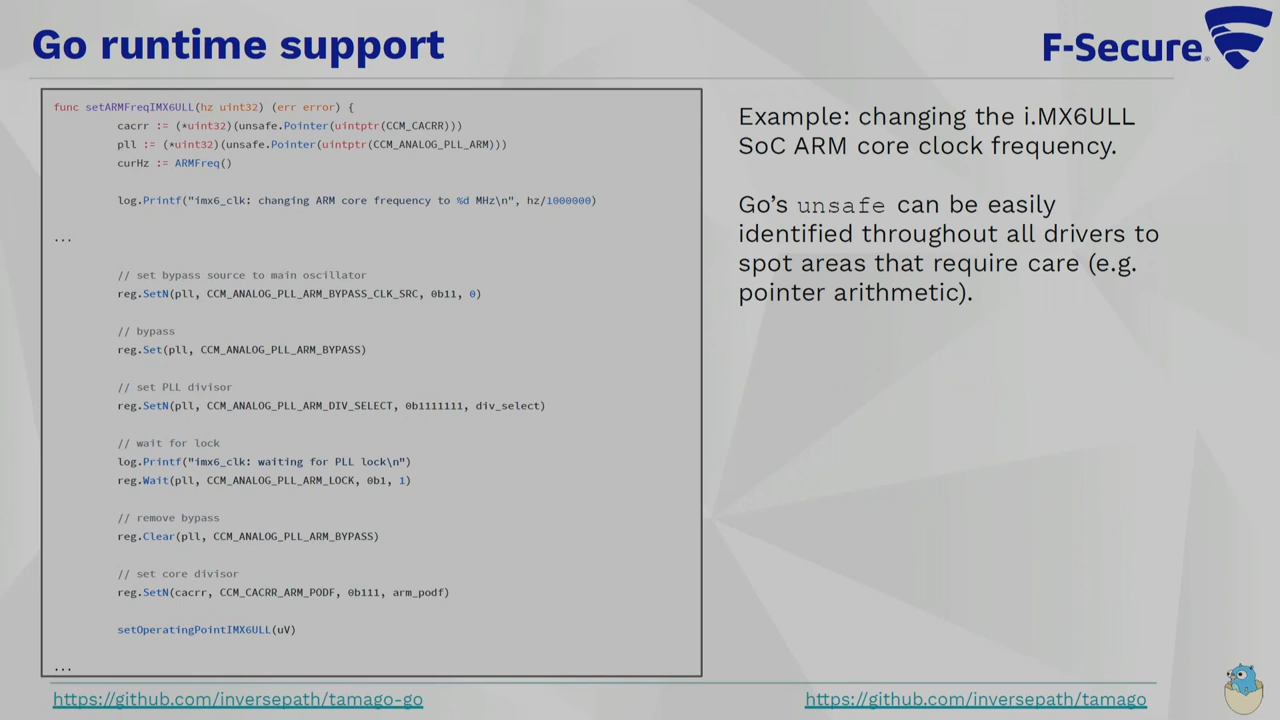 Go runtime support
F-Secure®
func setARMFreqIMX6ULL(hz uint32) (err error) {
cacrr := (*uint32)(unsafe.Pointer(uintptr(CCM_CACRR)))
pll := (*uint32)(unsafe.Pointer(uintptr(CCM_ANALOG_PLL_ARM)))
curHz := ARMFreq()
log.Printf("imx6_clk: changing ARM core frequency to %d MHz\n", hz/1000000)
...
// set bypass source to main oscillator
reg.SetN(pll, CCM_ANALOG_PLL_ARM_BYPASS_CLK_SRC, 0b11, 0)
// bypass
reg.Set(pll, CCM_ANALOG_PLL_ARM_BYPASS)
// set PLL divisor
reg.SetN(pll, CCM_ANALOG_PLL_ARM_DIV_SELECT, 0b1111111, div_select)
// wait for lock
log.Printf("imx6_clk: waiting for PLL lock\n")
reg.Wait(pll, CCM_ANALOG_PLL_ARM_LOCK, 0b1, 1)
// remove bypass
reg.Clear(pll, CCM_ANALOG_PLL_ARM_BYPASS)
// set core divisor
reg.SetN(cacrr, CCM_CACRR_ARM_PODF, 0b111, arm_podf)
setOperatingPointIMX6ULL(uV)
...
Example: changing the i.MX6ULL
SoC ARM core clock frequency.
Go's unsafe can be easily
identified throughout all drivers to
spot areas that require care (e.g.
pointer arithmetic).
https://github.com/inversepath/tamago-go
https://github.com/inversepath/tamago